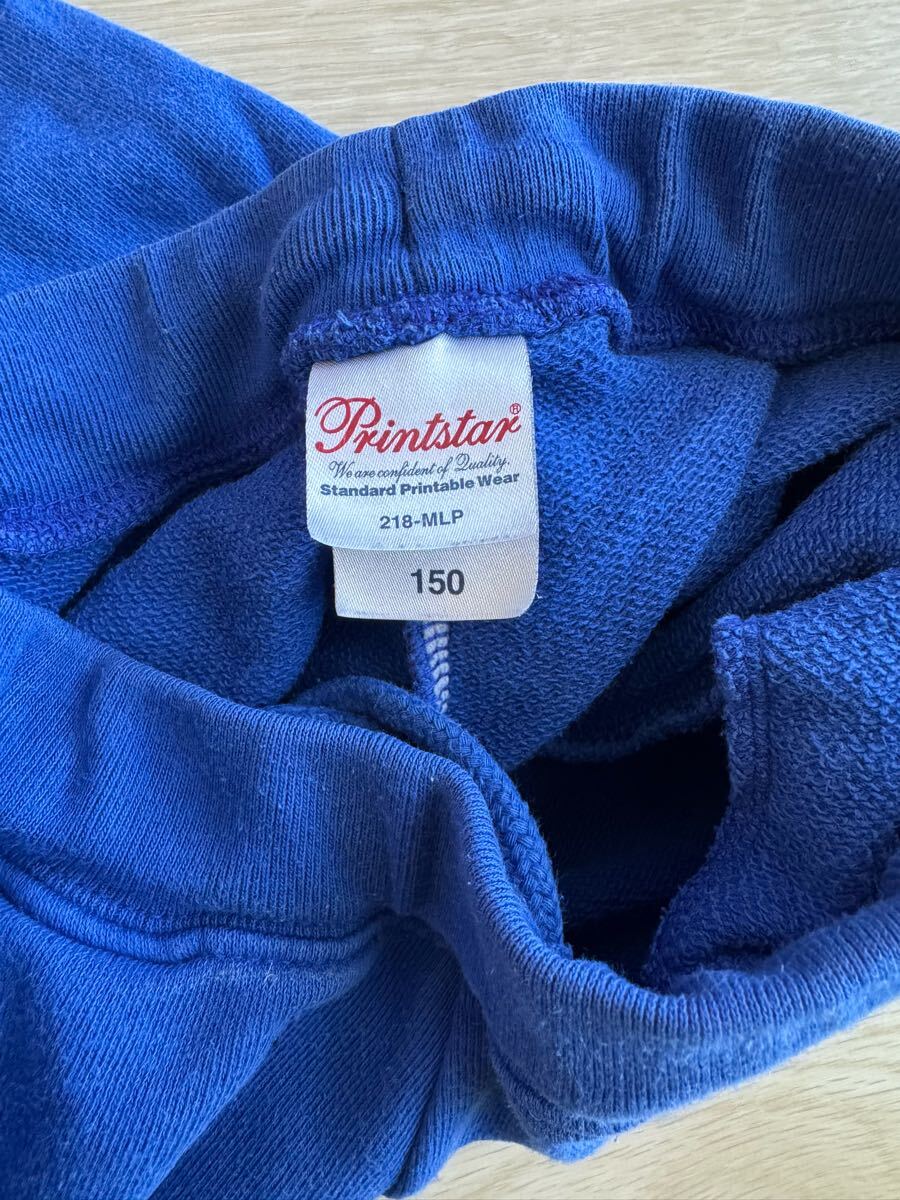 Printstar®
We are confident of Quality.
Standard Printable Wear
218-MLP
150